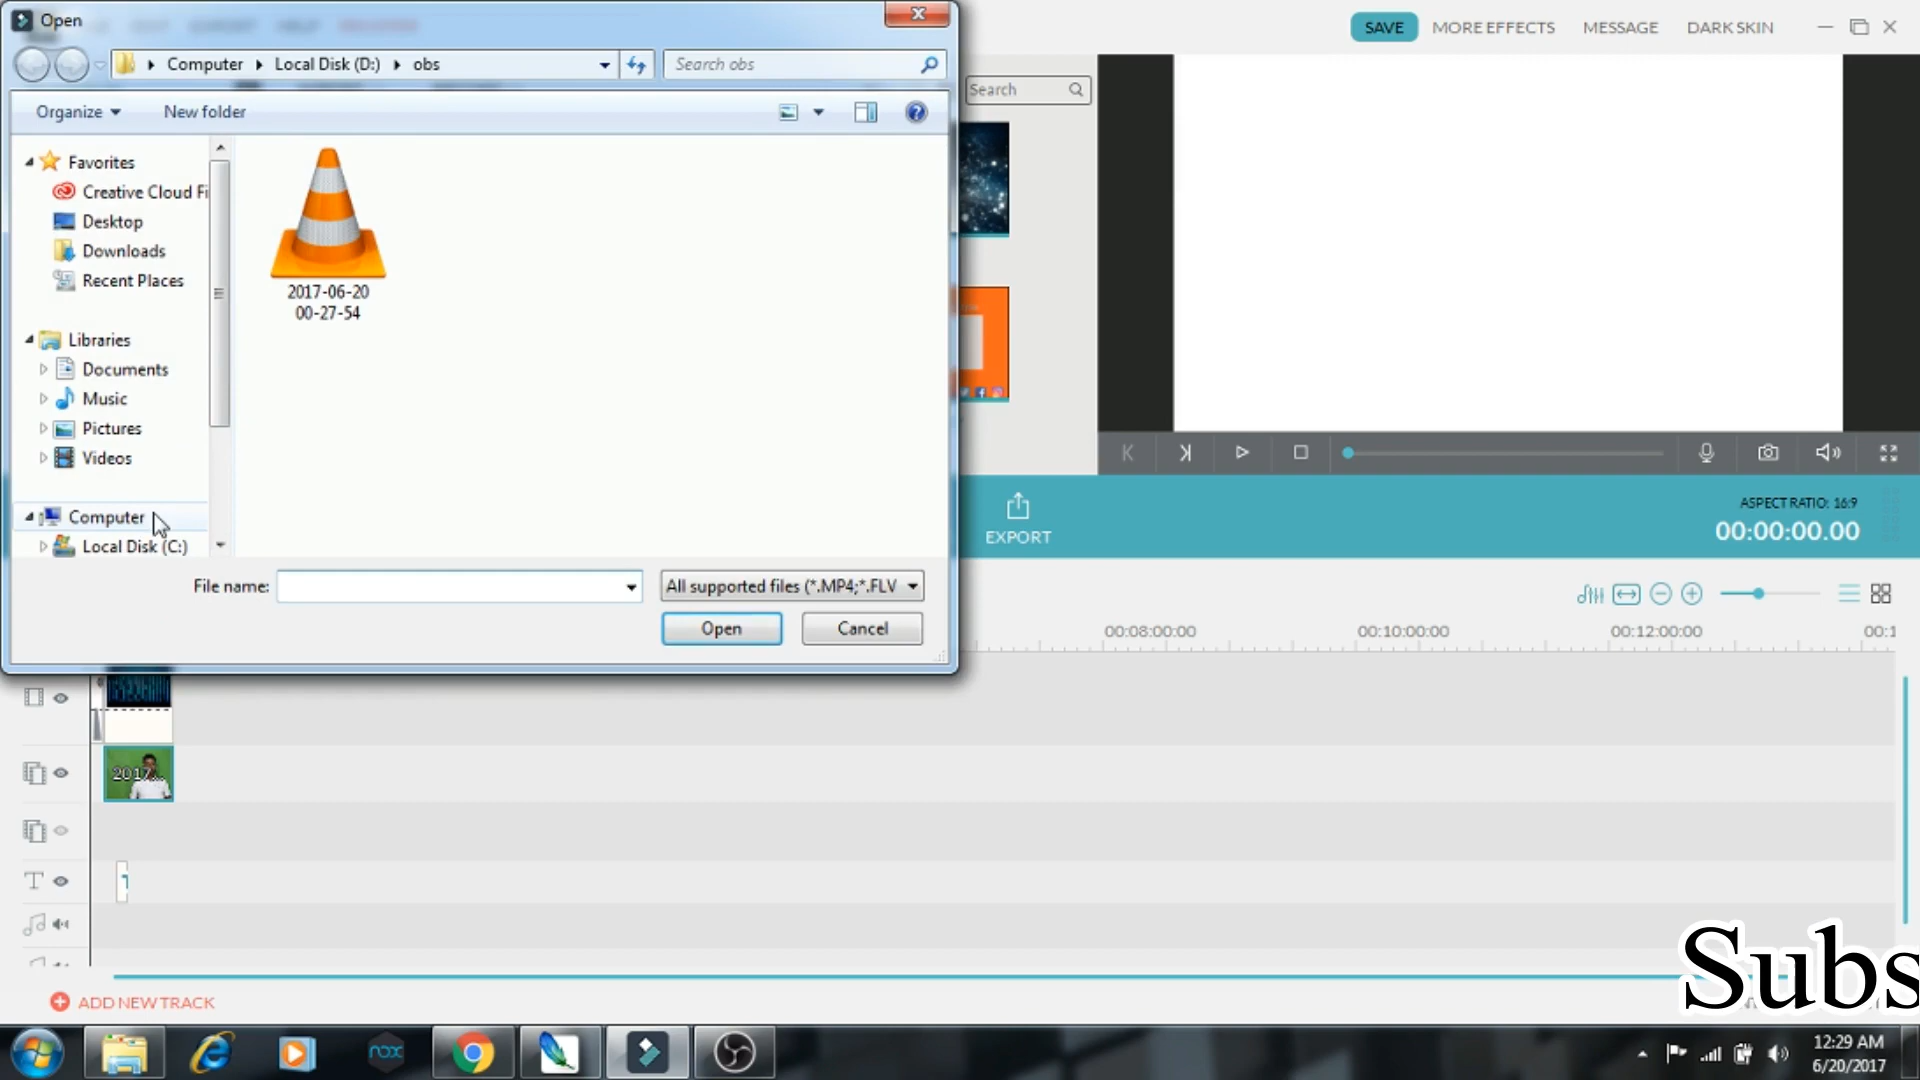 Open
SAVE
MORE EFFECTS
MESSAGE
DARK SKIN
Computer
Local Disk (D:)
obs
Search obs
Search
Organize
New folder
Favorites
Creative Cloud Fi
Desktop
Downloads
Recent Places
2017-06-20
00-27-54
Libraries
Documents
Music
Pictures
Videos
Computer
Local Disk (C:)
EXPORT
ASPECT RATIO: 16:9
00:00:00.00
File name:
All supported files (*.MP4;*.FLV
Open
Cancel
00:08:00:00
00:10:00:00
00:12:00:00
00:1
2017...
T
Subs
ADD NEW TRACK
nox
12:29 AM
6/20/2017